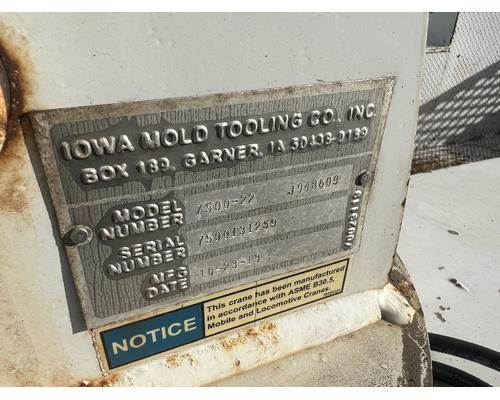 IOWA MOLD TOOLING CO., INC.
BOX 189, GARNER, IA 50438-0189
MODEL NUMBER 7500-22 J048609
SERIAL NUMBER 7500131259
MFG DATE 10-23-13
NOTICE
This crane has been manufactured
in accordance with ASME B30.5,
Mobile and Locomotive Cranes.